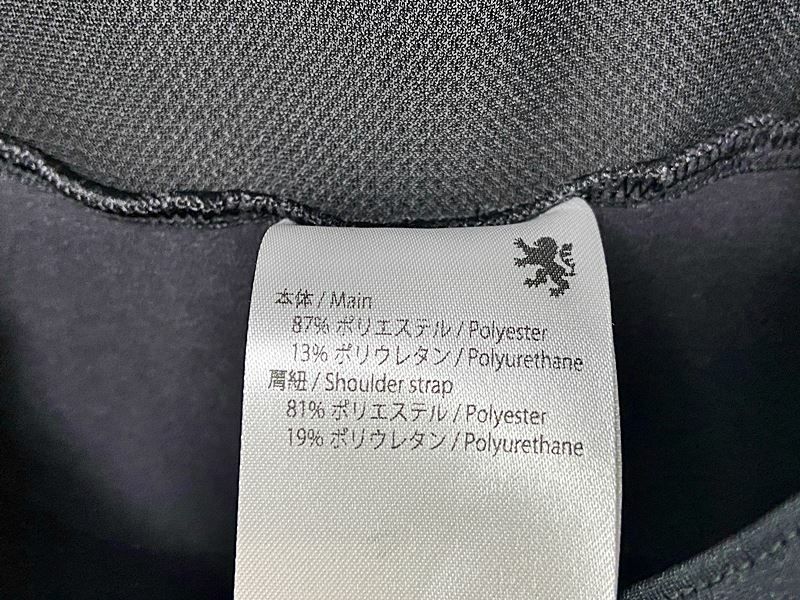 本体 / Main
87% ポリエステル / Polyester
13% ポリウレタン / Polyurethane
肩紐 / Shoulder strap
81% ポリエステル / Polyester
19% ポリウレタン / Polyurethane